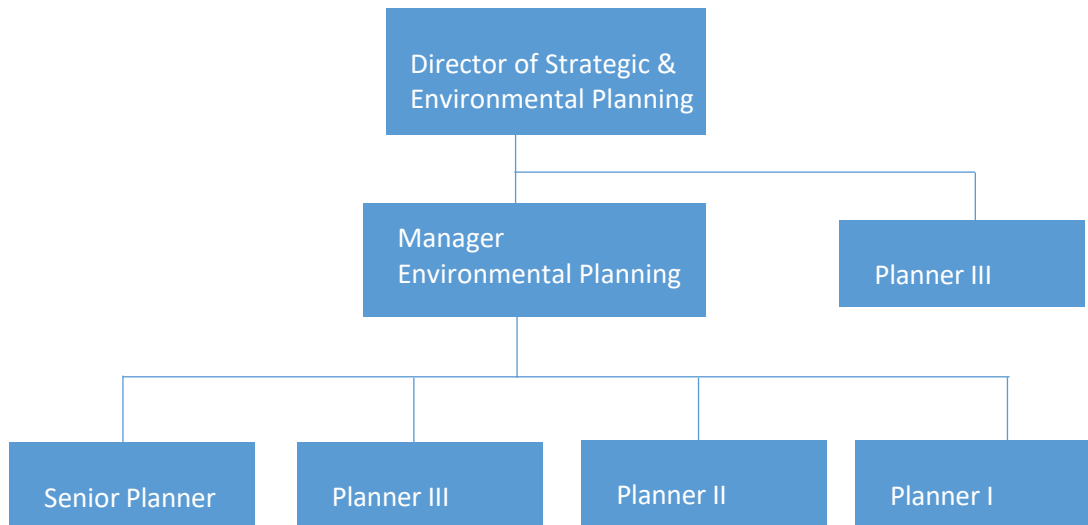 Director of Strategic &
Environmental Planning
Manager
Environmental Planning
Planner III
Senior Planner
Planner III
Planner II
Planner I